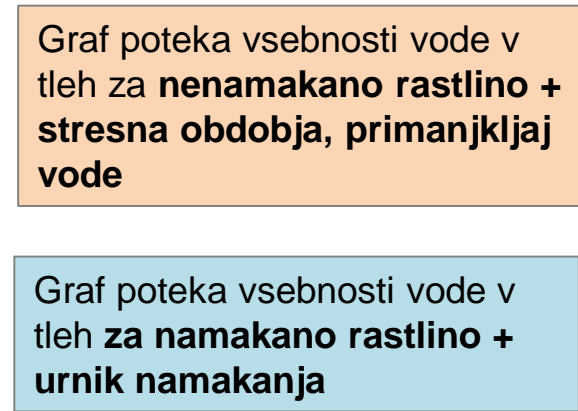 Graf poteka vsebnosti vode v
tleh za nenamakano rastlino +
stresna obdobja, primanjkljaj
vode
Graf poteka vsebnosti vode v
tleh za namakano rastlino +
urnik namakanja